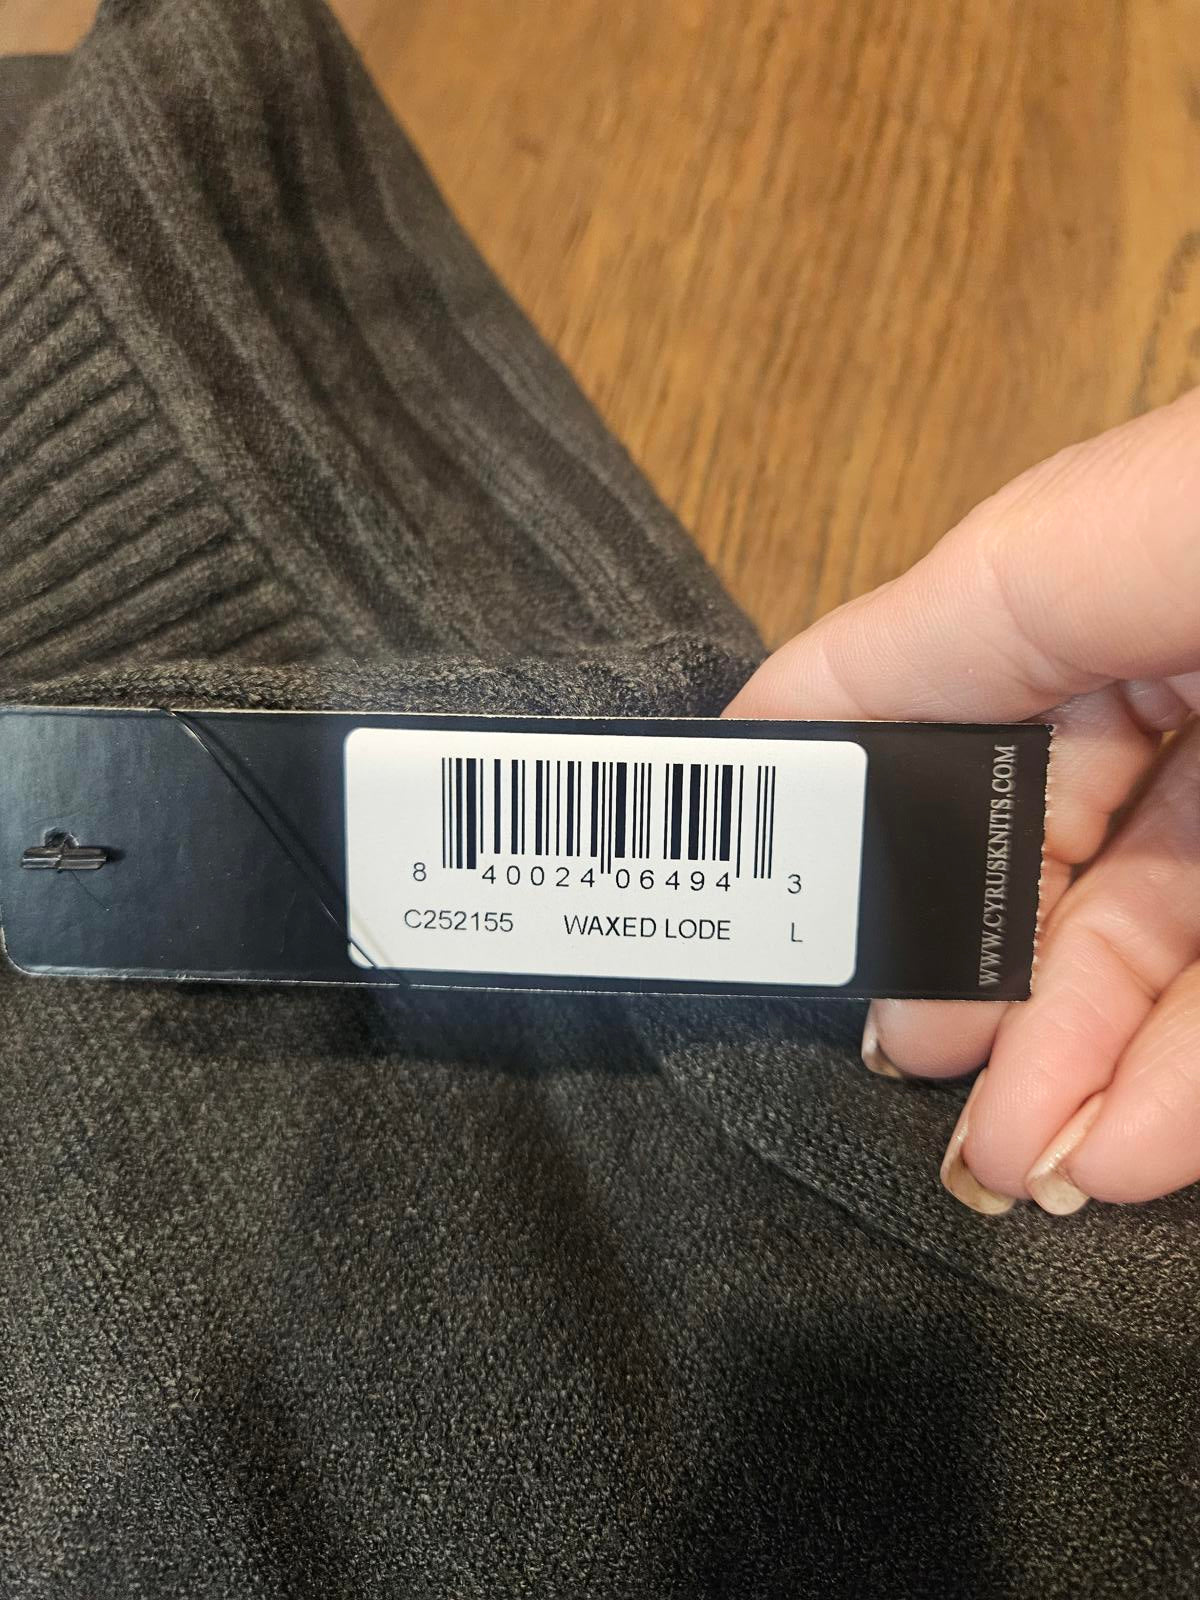 8 40024 06494 3
C252155 WAXED LODE L
WWW.CYRUSKNITS.COM